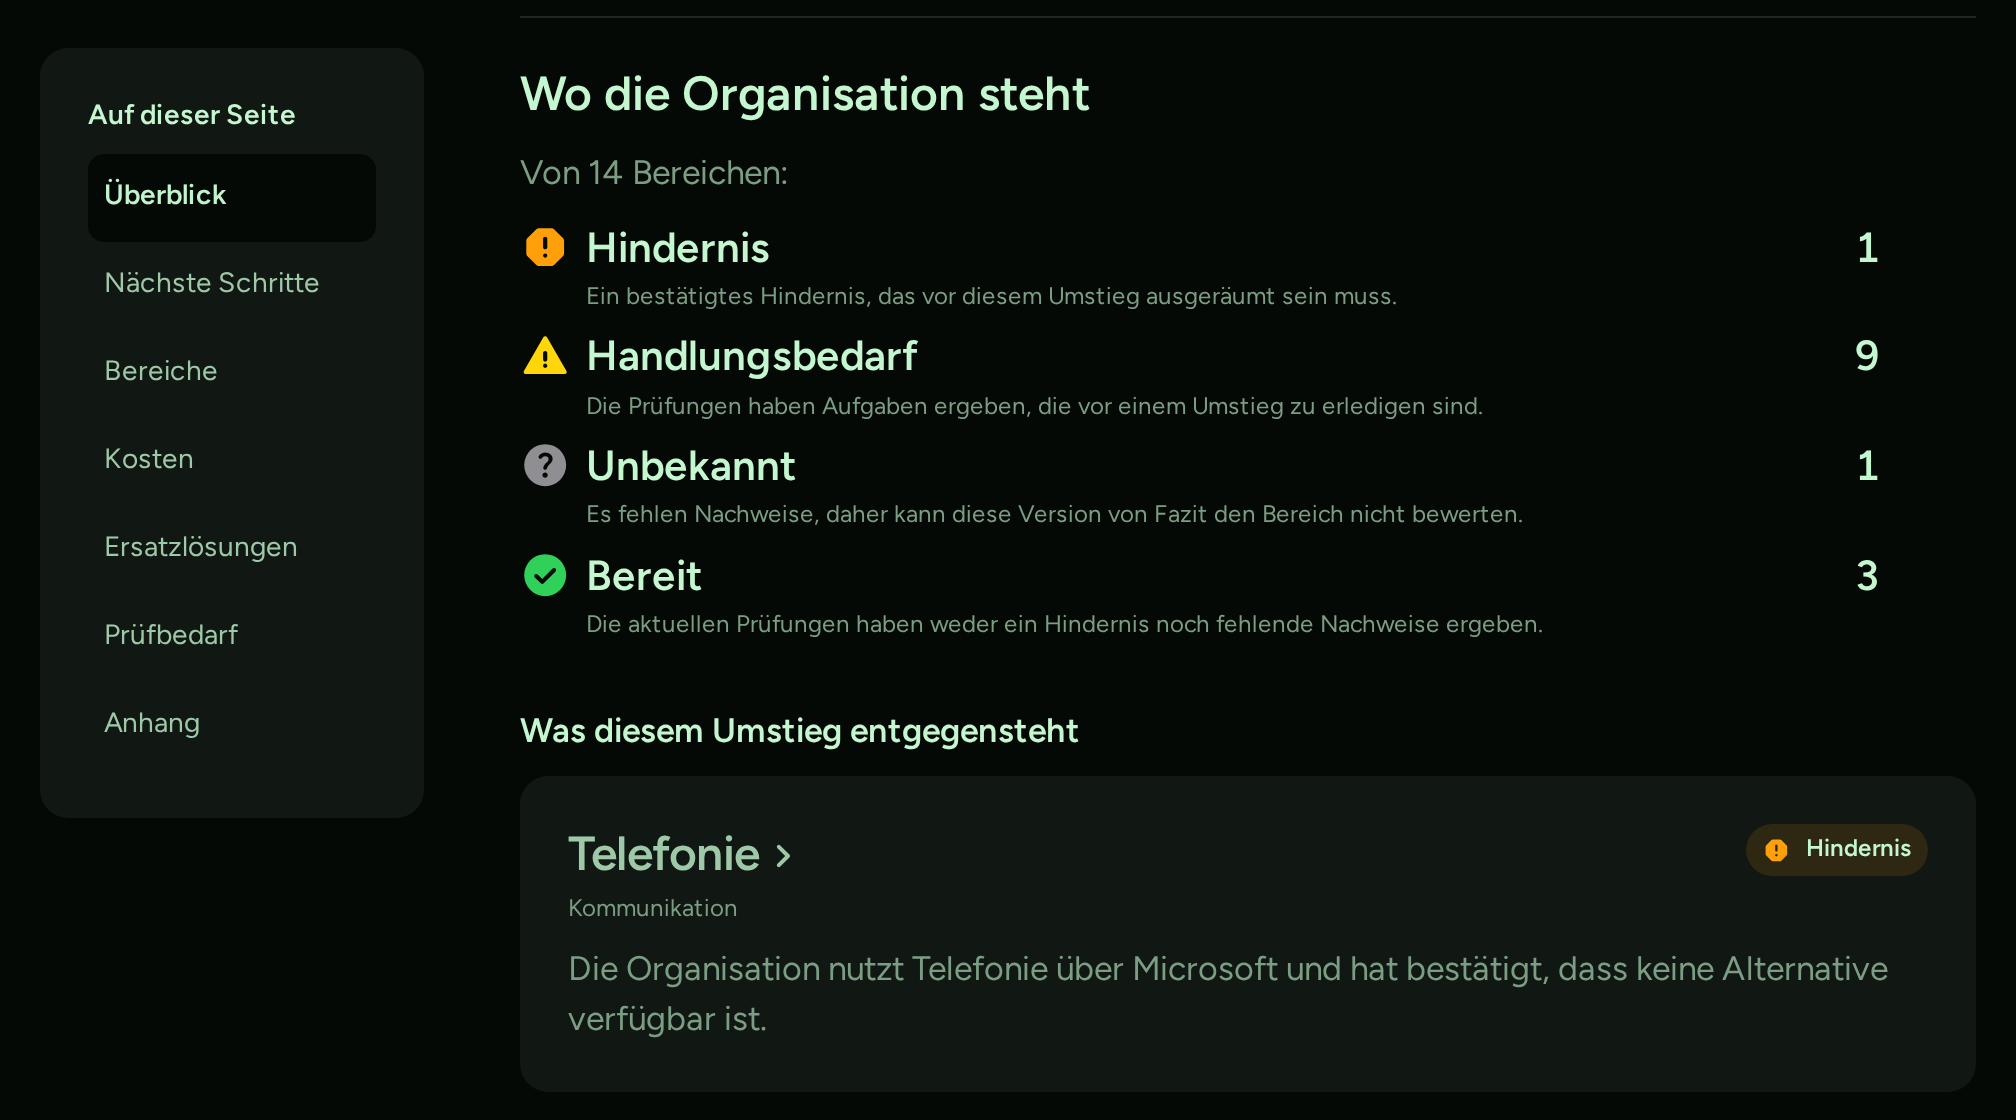 Auf dieser Seite
Überblick
Nächste Schritte
Bereiche
Kosten
Ersatzlösungen
Prüfbedarf
Anhang
Wo die Organisation steht
Von 14 Bereichen:
Hindernis 1
Ein bestätigtes Hindernis, das vor diesem Umstieg ausgeräumt sein muss.
Handlungsbedarf 9
Die Prüfungen haben Aufgaben ergeben, die vor einem Umstieg zu erledigen sind.
Unbekannt 1
Es fehlen Nachweise, daher kann diese Version von Fazit den Bereich nicht bewerten.
Bereit 3
Die aktuellen Prüfungen haben weder ein Hindernis noch fehlende Nachweise ergeben.
Was diesem Umstieg entgegensteht
Telefonie
Hindernis
Kommunikation
Die Organisation nutzt Telefonie über Microsoft und hat bestätigt, dass keine Alternative
verfügbar ist.